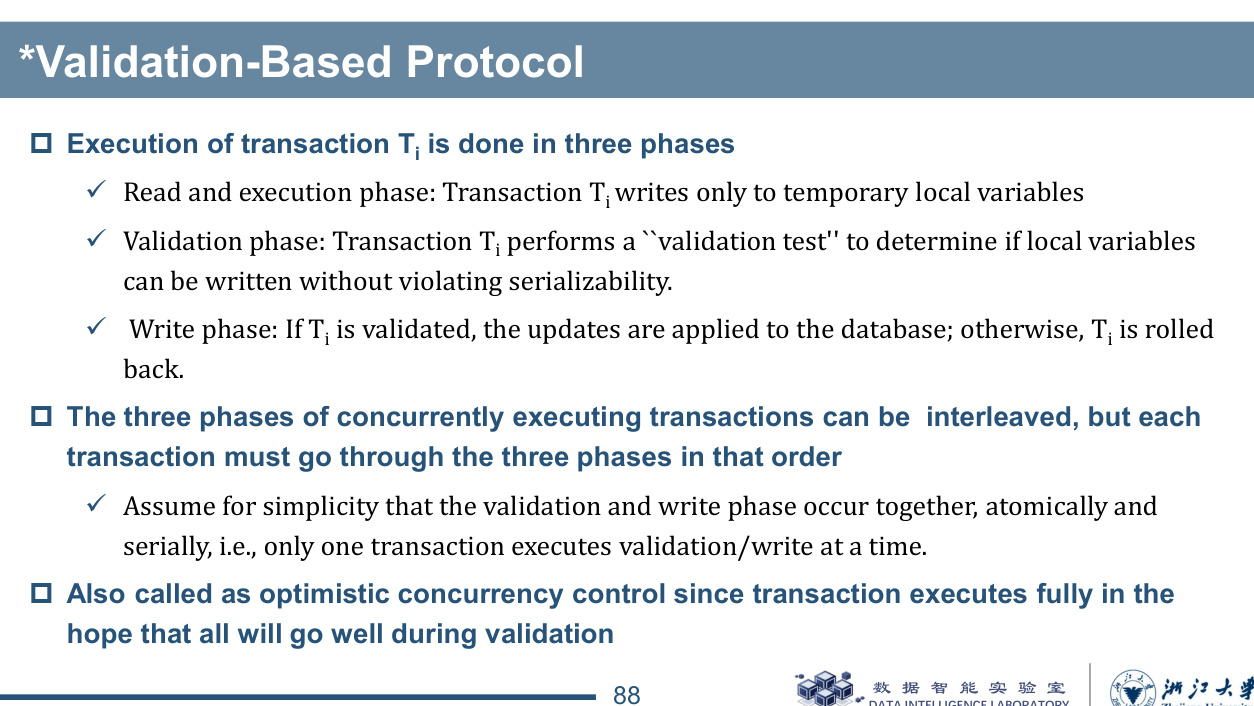 *Validation-Based Protocol
Execution of transaction Ti is done in three phases
Read and execution phase: Transaction Ti writes only to temporary local variables
Validation phase: Transaction Ti performs a ``validation test'' to determine if local variables
can be written without violating serializability.
Write phase: If Ti is validated, the updates are applied to the database; otherwise, Ti is rolled
back.
The three phases of concurrently executing transactions can be interleaved, but each
transaction must go through the three phases in that order
Assume for simplicity that the validation and write phase occur together, atomically and
serially, i.e., only one transaction executes validation/write at a time.
Also called as optimistic concurrency control since transaction executes fully in the
hope that all will go well during validation
88
数据智能实验室
DATA INTELLIGENCE LABORATORY
浙江大学